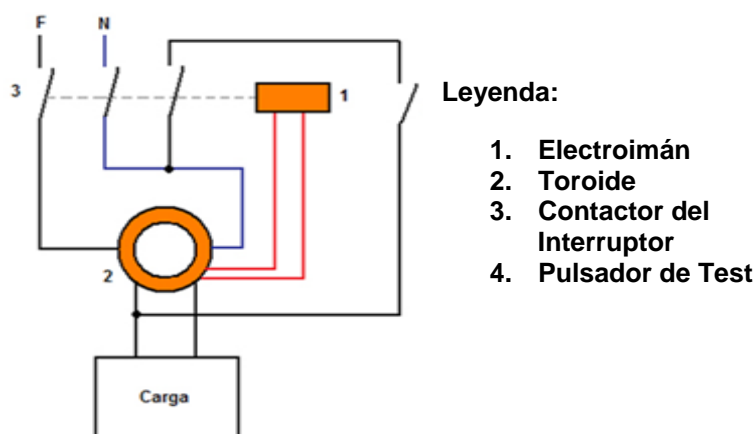 F N
3
1
2
Carga
Leyenda:
1. Electroimán
2. Toroide
3. Contactor del
Interruptor
4. Pulsador de Test